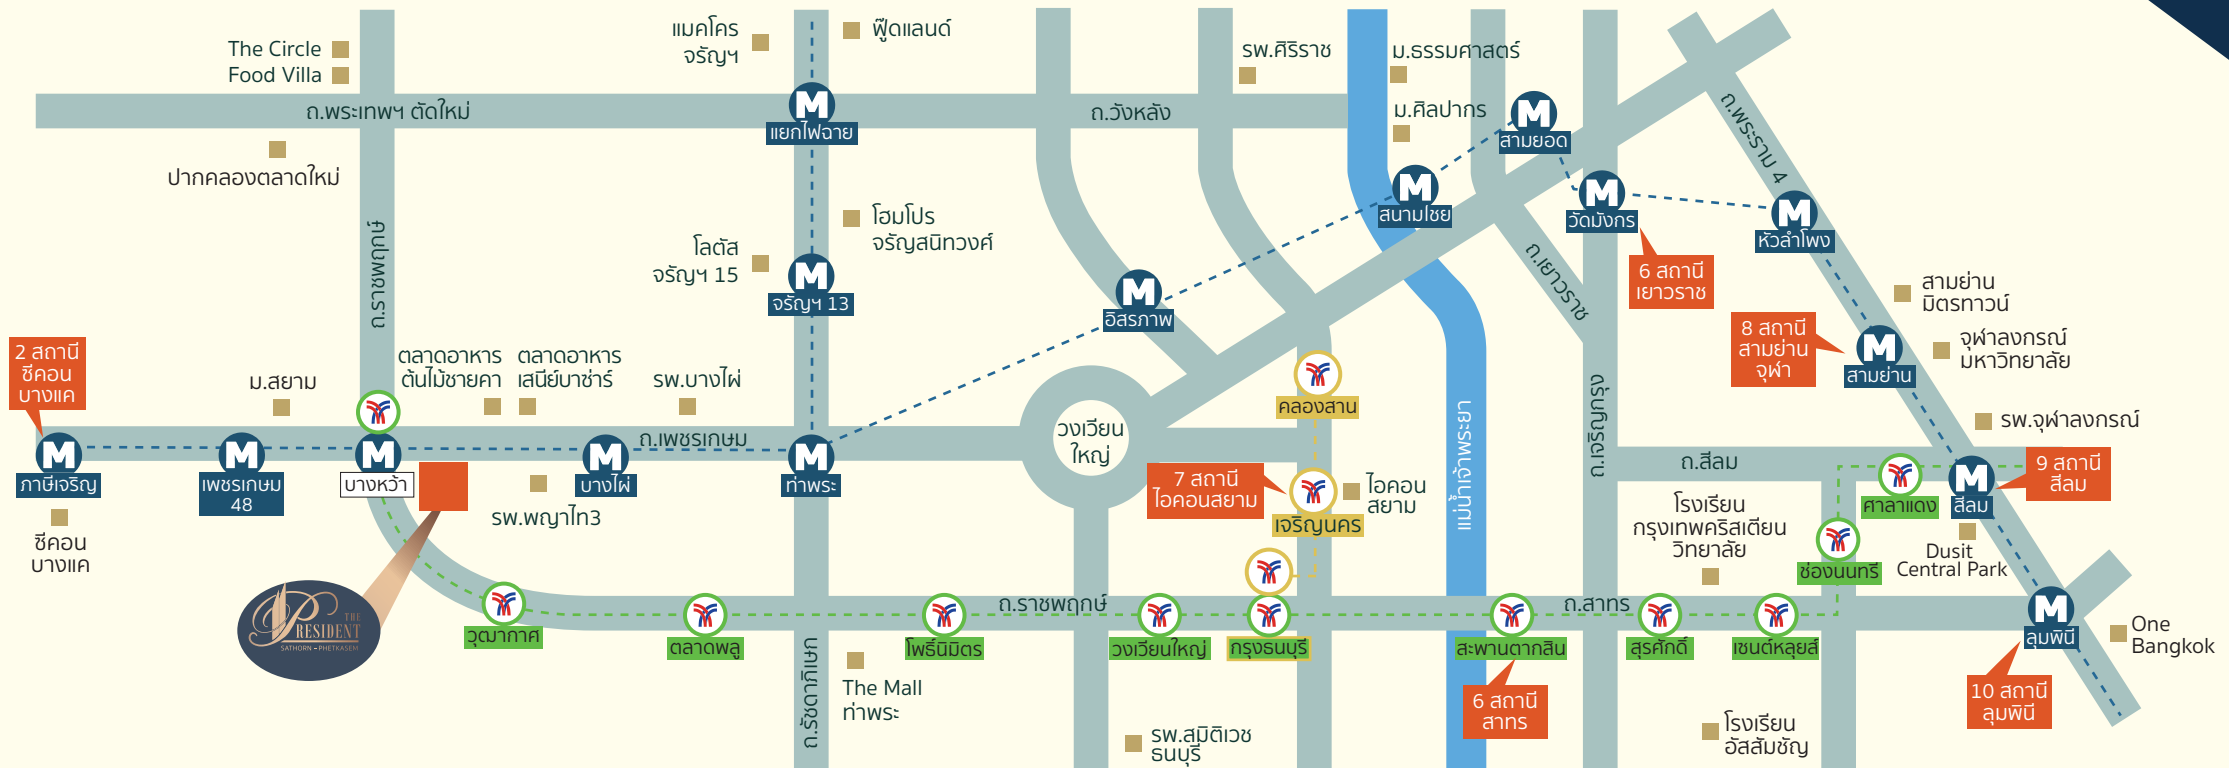 The Circle
Food Villa
แมคโคร
จรัญฯ
ฟู๊ดแลนด์
รพ.ศิริราช
ม.ธรรมศาสตร์
ม.ศิลปากร
ถ.พระเทพฯ ตัดใหม่
M
แยกไฟฉาย
ถ.วังหลัง
M
สามยอด
ถ.พระราม 4
ปากคลองตลาดใหม่
M
สนามไชย
M
วัดมังกร
M
หัวลำโพง
ถ.ราชพฤกษ์
โฮมโปร
จรัญสนิทวงศ์
โลตัส
จรัญฯ 15
M
จรัญฯ 13
M
อิสรภาพ
ถ.เยาวราช
6 สถานี
เยาวราช
สามย่าน
มิตรทาวน์
8 สถานี
สามย่าน
จุฬา
M
สามย่าน
จุฬาลงกรณ์
มหาวิทยาลัย
2 สถานี
ซีคอน
บางแค
ม.สยาม
ตลาดอาหาร
ต้นไม้ชายคา
ตลาดอาหาร
เสนีย์บาซ่าร์
รพ.บางไผ่
คลองสาน
แม่น้ำเจ้าพระยา
ถ.เจริญกรุง
รพ.จุฬาลงกรณ์
M
ภาษีเจริญ
M
เพชรเกษม
48
M
บางหว้า
M
บางไผ่
ถ.เพชรเกษม
M
ท่าพระ
วงเวียน
ใหญ่
7 สถานี
ไอคอนสยาม
ไอคอน
สยาม
เจริญนคร
ถ.สีลม
ศาลาแดง
M
สีลม
9 สถานี
สีลม
ซีคอน
บางแค
รพ.พญาไท3
โรงเรียน
กรุงเทพคริสเตียน
วิทยาลัย
ช่องนนทรี
Dusit
Central Park
THE
PRESIDENT
SATHORN – PHETKASEM
วุฒากาศ
ตลาดพลู
โพธิ์นิมิตร
ถ.ราชพฤกษ์
วงเวียนใหญ่
กรุงธนบุรี
สะพานตากสิน
ถ.สาทร
สุรศักดิ์
เซนต์หลุยส์
M
ลุมพินี
One
Bangkok
ถ.รัชดาภิเษก
The Mall
ท่าพระ
รพ.สมิติเวช
ธนบุรี
6 สถานี
สาทร
โรงเรียน
อัสสัมชัญ
10 สถานี
ลุมพินี